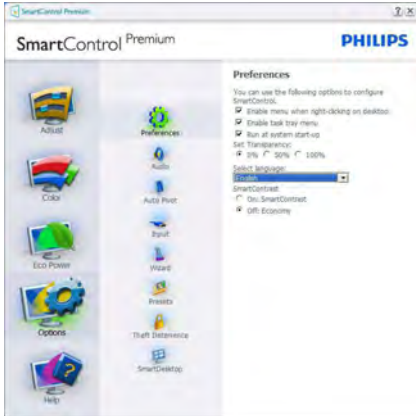 SmartControl Premium
SmartControl Premium
PHILIPS
Adjust
Color
Eco Power
Options
Help
Preferences
Audio
Auto Pivot
Input
Wizard
Presets
Theft Deterrence
SmartDesktop
Preferences
You can use the following options to configure
SmartControl.
Enable menu when right-clicking on desktop
Enable task tray menu
Run at system start-up
Set Transparency:
0% 50% 100%
Select language:
English
SmartContrast
On: SmartContrast
Off: Economy